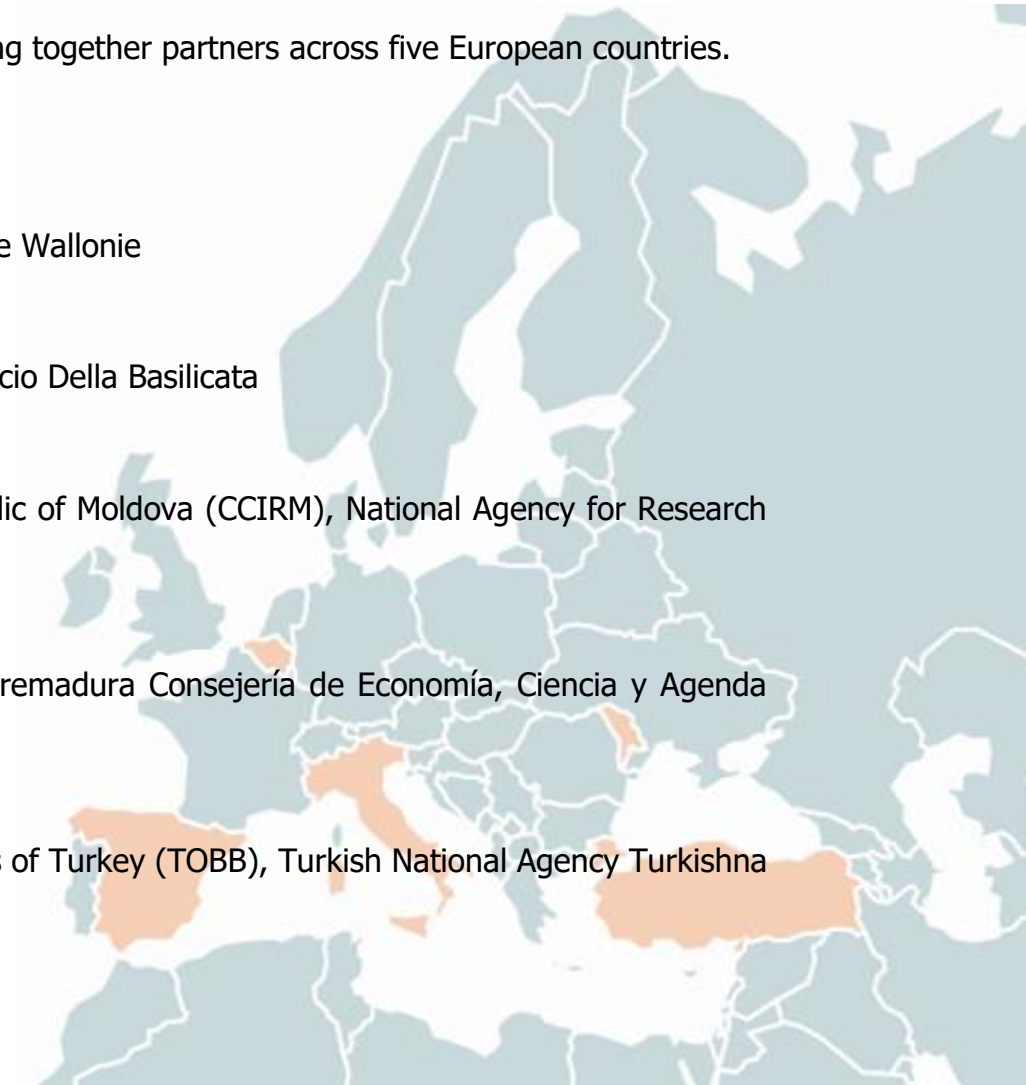 ng together partners across five European countries.
e Wallonie
cio Della Basilicata
lic of Moldova (CCIRM), National Agency for Research
remadura Consejería de Economía, Ciencia y Agenda
s of Turkey (TOBB), Turkish National Agency Turkishna